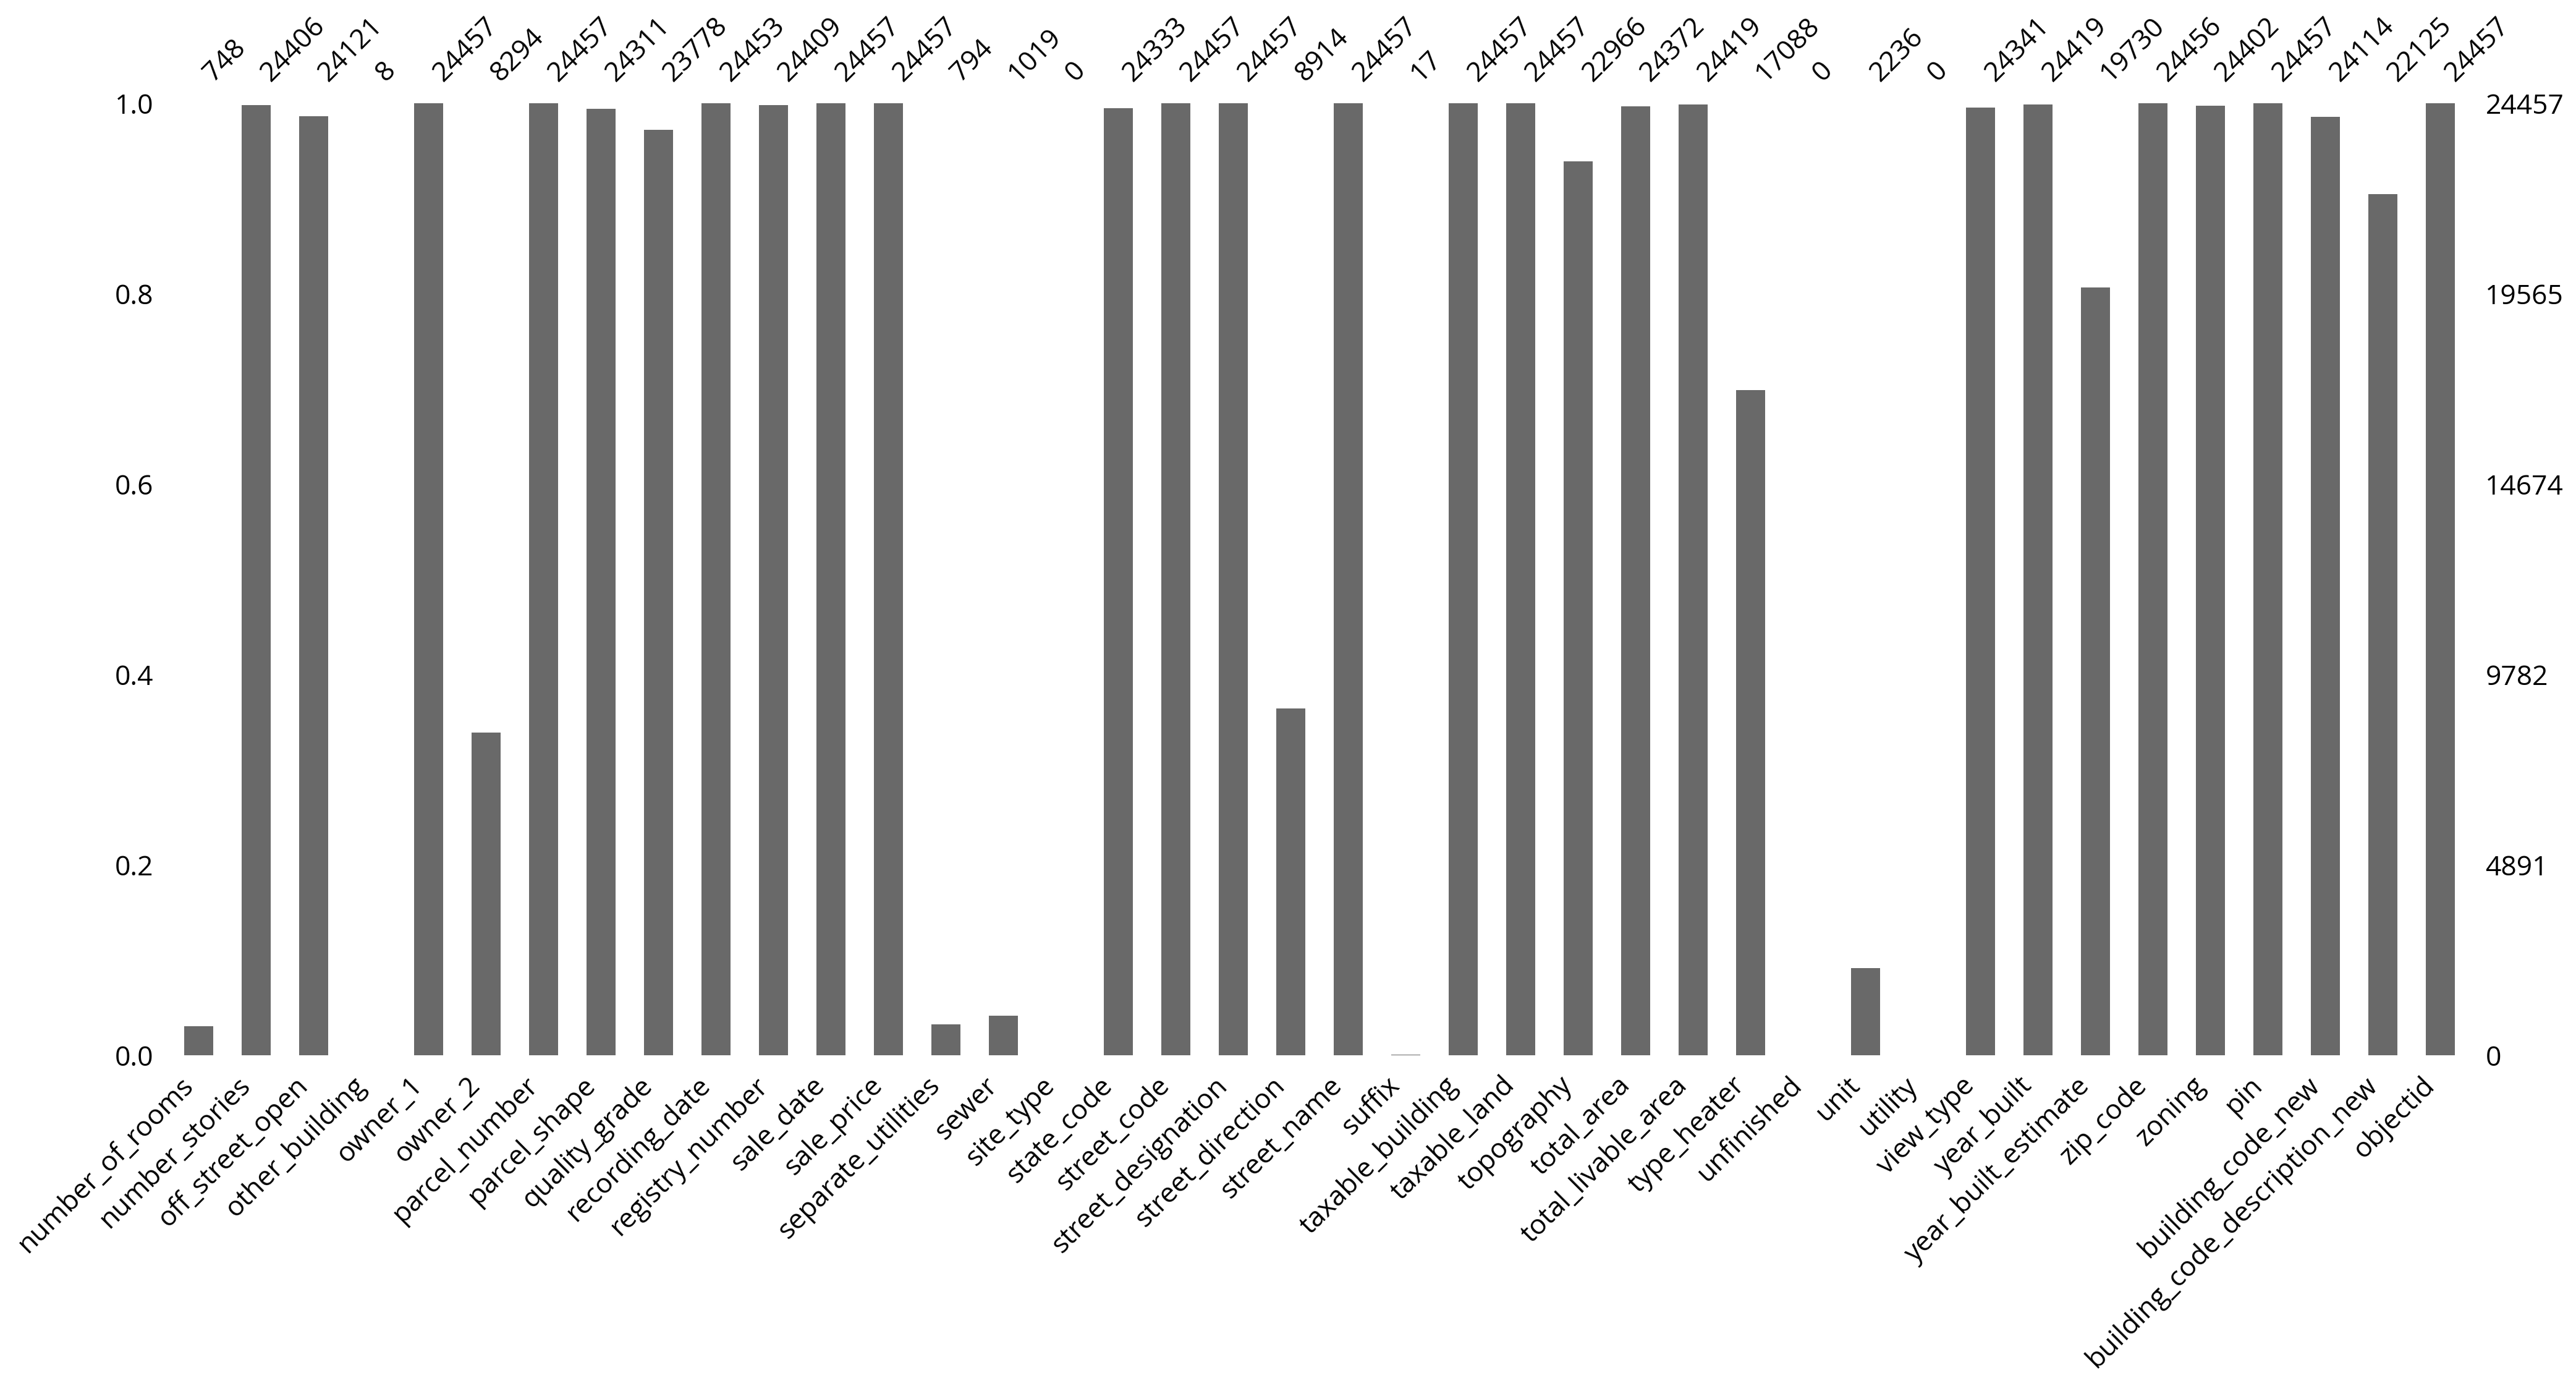 748 24406 24121 8 24457 8294 24457 24311 23778 24453 24409 24457 24457 794 1019 0 24333 24457 24457 8914 24457 17 24457 24457 22966 24372 24419 17088 0 2236 0 24341 24419 19730 24456 24402 24457 24114 22125 24457
1.0 24457
0.8 19565
0.6 14674
0.4 9782
0.2 4891
0.0 0
number_of_rooms
number_stories
off_street_open
other_building
owner_1
owner_2
parcel_number
parcel_shape
quality_grade
recording_date
registry_number
sale_date
sale_price
separate_utilities
sewer
site_type
state_code
street_code
street_designation
street_direction
street_name
suffix
taxable_building
taxable_land
topography
total_area
total_livable_area
type_heater
unfinished
unit
utility
view_type
year_built
year_built_estimate
zip_code
zoning
pin
building_code_new
building_code_description_new
objectid